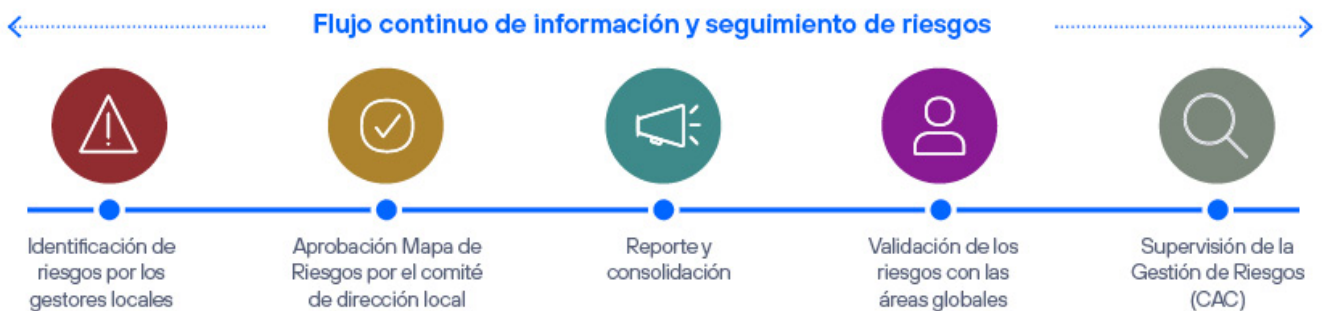 Flujo continuo de información y seguimiento de riesgos
Identificación de
riesgos por los
gestores locales
Aprobación Mapa de
Riesgos por el comité
de dirección local
Reporte y
consolidación
Validación de los
riesgos con las
áreas globales
Supervisión de la
Gestión de Riesgos
(CAC)